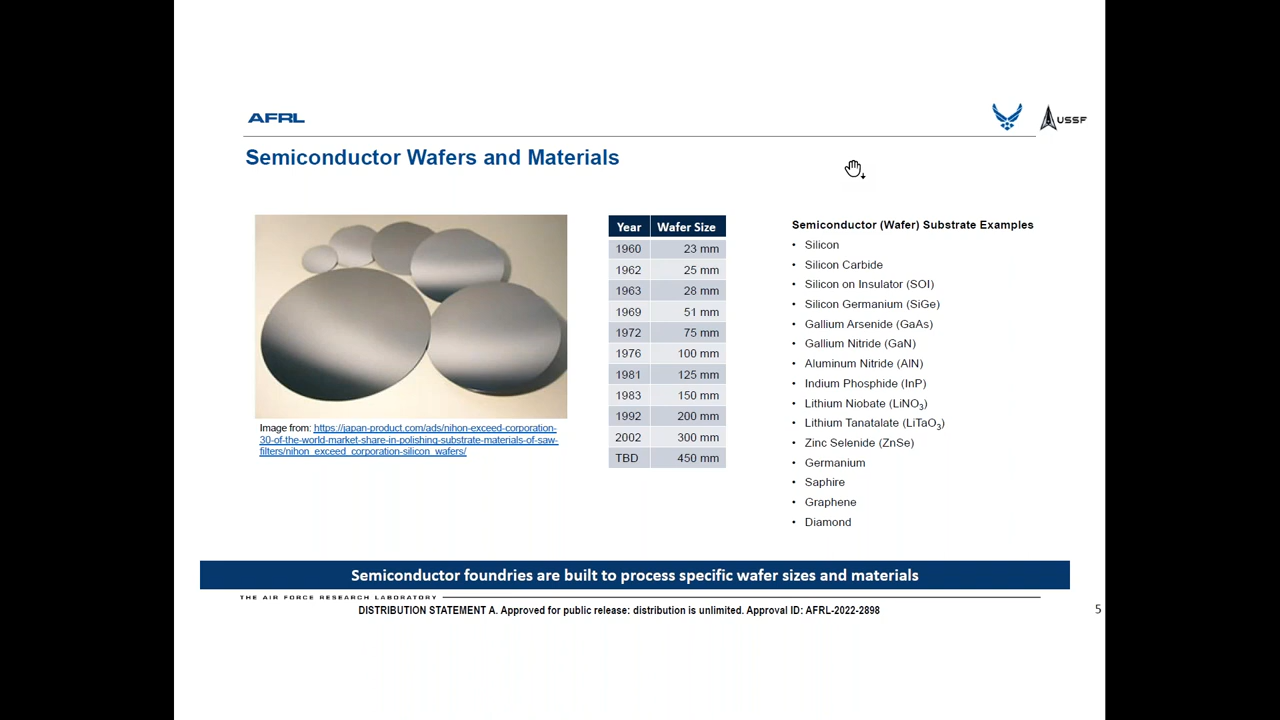 AFRL
USSF
Semiconductor Wafers and Materials
Image from: https://japan-product.com/ads/nihon-exceed-corporation-
30-of-the-world-market-share-in-polishing-substrate-materials-of-saw-
filters/nihon_exceed_corporation-silicon_wafers/
Year Wafer Size
1960 23 mm
1962 25 mm
1963 28 mm
1969 51 mm
1972 75 mm
1976 100 mm
1981 125 mm
1983 150 mm
1992 200 mm
2002 300 mm
TBD 450 mm
Semiconductor (Wafer) Substrate Examples
• Silicon
• Silicon Carbide
• Silicon on Insulator (SOI)
• Silicon Germanium (SiGe)
• Gallium Arsenide (GaAs)
• Gallium Nitride (GaN)
• Aluminum Nitride (AlN)
• Indium Phosphide (InP)
• Lithium Niobate (LiNO3)
• Lithium Tanatalate (LiTaO3)
• Zinc Selenide (ZnSe)
• Germanium
• Saphire
• Graphene
• Diamond
Semiconductor foundries are built to process specific wafer sizes and materials
THE AIR FORCE RESEARCH LABORATORY
DISTRIBUTION STATEMENT A. Approved for public release: distribution is unlimited. Approval ID: AFRL-2022-2898
5